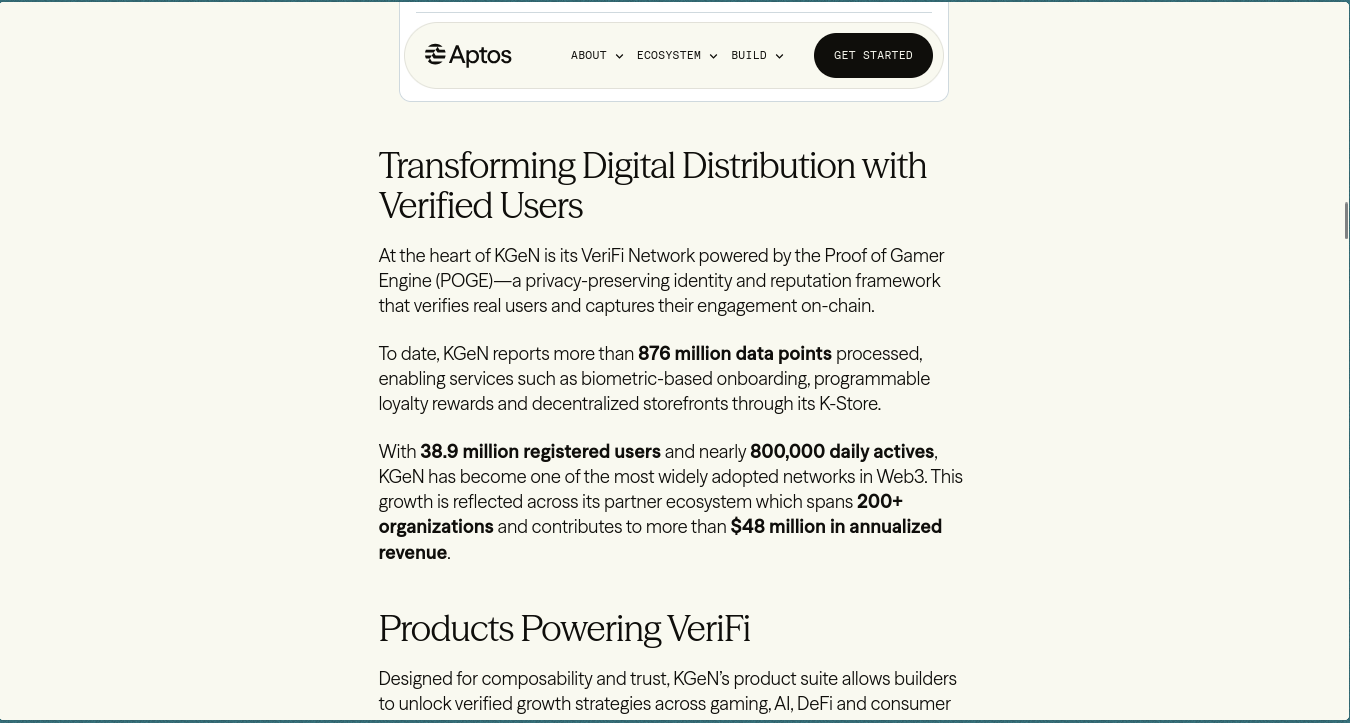 Aptos
ABOUT ECOSYSTEM BUILD GET STARTED
Transforming Digital Distribution with
Verified Users
At the heart of KGeN is its VeriFi Network powered by the Proof of Gamer
Engine (POGE)—a privacy-preserving identity and reputation framework
that verifies real users and captures their engagement on-chain.
To date, KGeN reports more than 876 million data points processed,
enabling services such as biometric-based onboarding, programmable
loyalty rewards and decentralized storefronts through its K-Store.
With 38.9 million registered users and nearly 800,000 daily actives,
KGeN has become one of the most widely adopted networks in Web3. This
growth is reflected across its partner ecosystem which spans 200+
organizations and contributes to more than $48 million in annualized
revenue.
Products Powering VeriFi
Designed for composability and trust, KGeN’s product suite allows builders
to unlock verified growth strategies across gaming, AI, DeFi and consumer